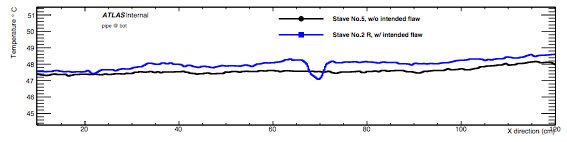 Temperature ° C
51
50
49
48
47
46
45
ATLAS Internal
pipe @ bot
Stave No.5, w/o intended flaw
Stave No.2 R, w/ intended flaw
20
40
60
80
100
120
X direction (cm)